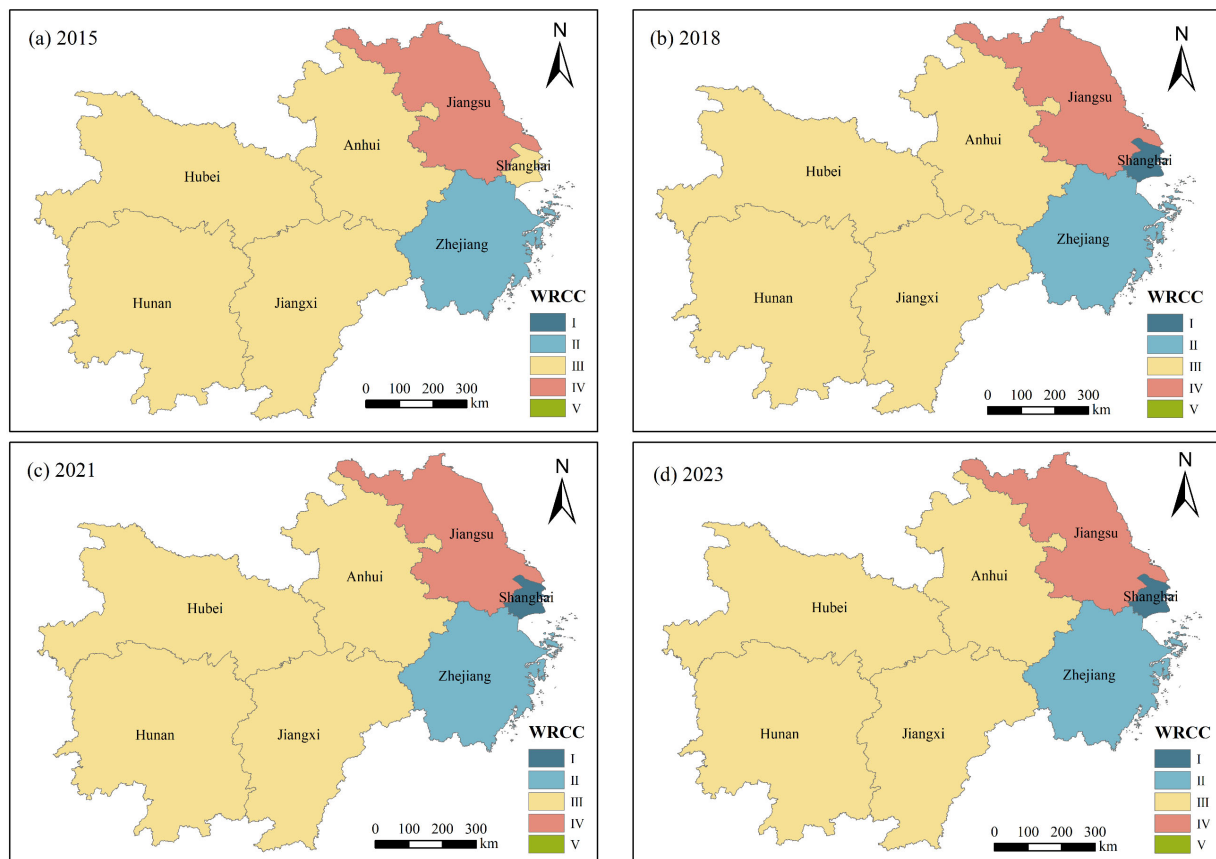 (a) 2015
N
Jiangsu
Anhui
Shanghai
Hubei
Zhejiang
Hunan
Jiangxi
WRCC
I
II
III
IV
V
0 100 200 300
km
(b) 2018
N
Jiangsu
Anhui
Shanghai
Hubei
Zhejiang
Hunan
Jiangxi
WRCC
I
II
III
IV
V
0 100 200 300
km
(c) 2021
N
Jiangsu
Anhui
Shanghai
Hubei
Zhejiang
Hunan
Jiangxi
WRCC
I
II
III
IV
V
0 100 200 300
km
(d) 2023
N
Jiangsu
Anhui
Shanghai
Hubei
Zhejiang
Hunan
Jiangxi
WRCC
I
II
III
IV
V
0 100 200 300
km